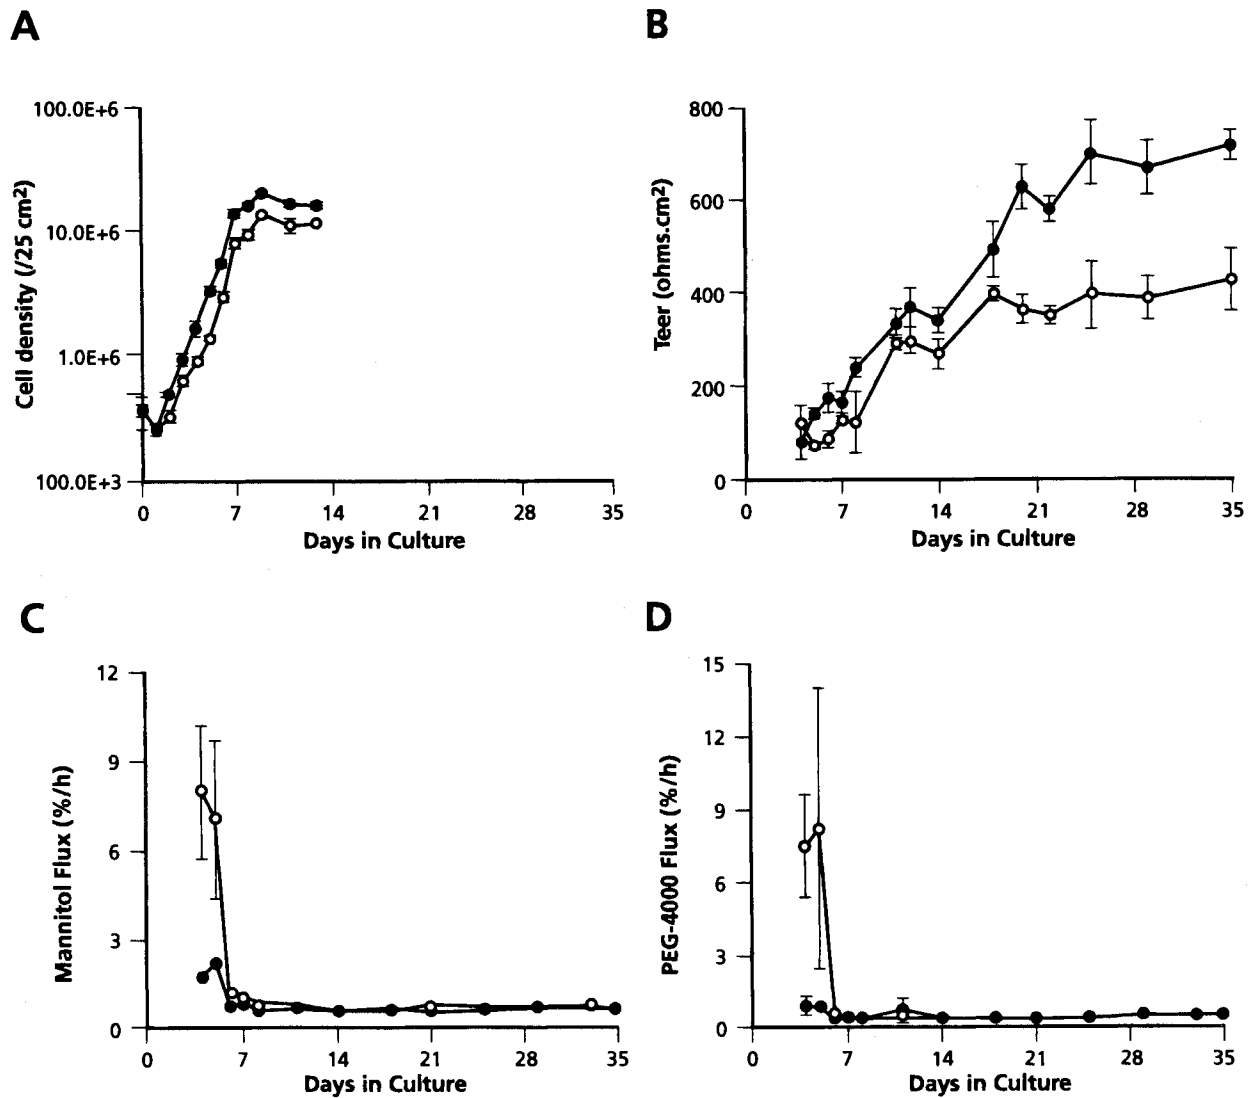 A
100.0E+6
10.0E+6
1.0E+6
100.0E+3
Cell density (/25 cm²)
0 7 14 21 28 35
Days in Culture
B
800
600
400
200
0
Teer (ohms.cm²)
0 7 14 21 28 35
Days in Culture
C
12
9
6
3
0
Mannitol Flux (%/h)
0 7 14 21 28 35
Days in Culture
D
15
12
9
6
3
0
PEG-4000 Flux (%/h)
0 7 14 21 28 35
Days in Culture